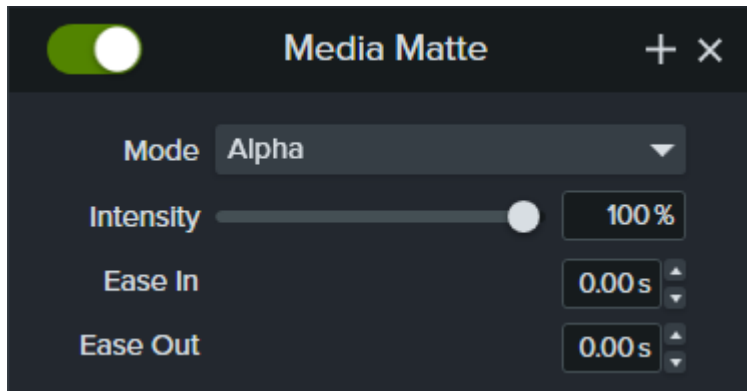 Media Matte
Mode Alpha
Intensity 100%
Ease In 0.00s
Ease Out 0.00s